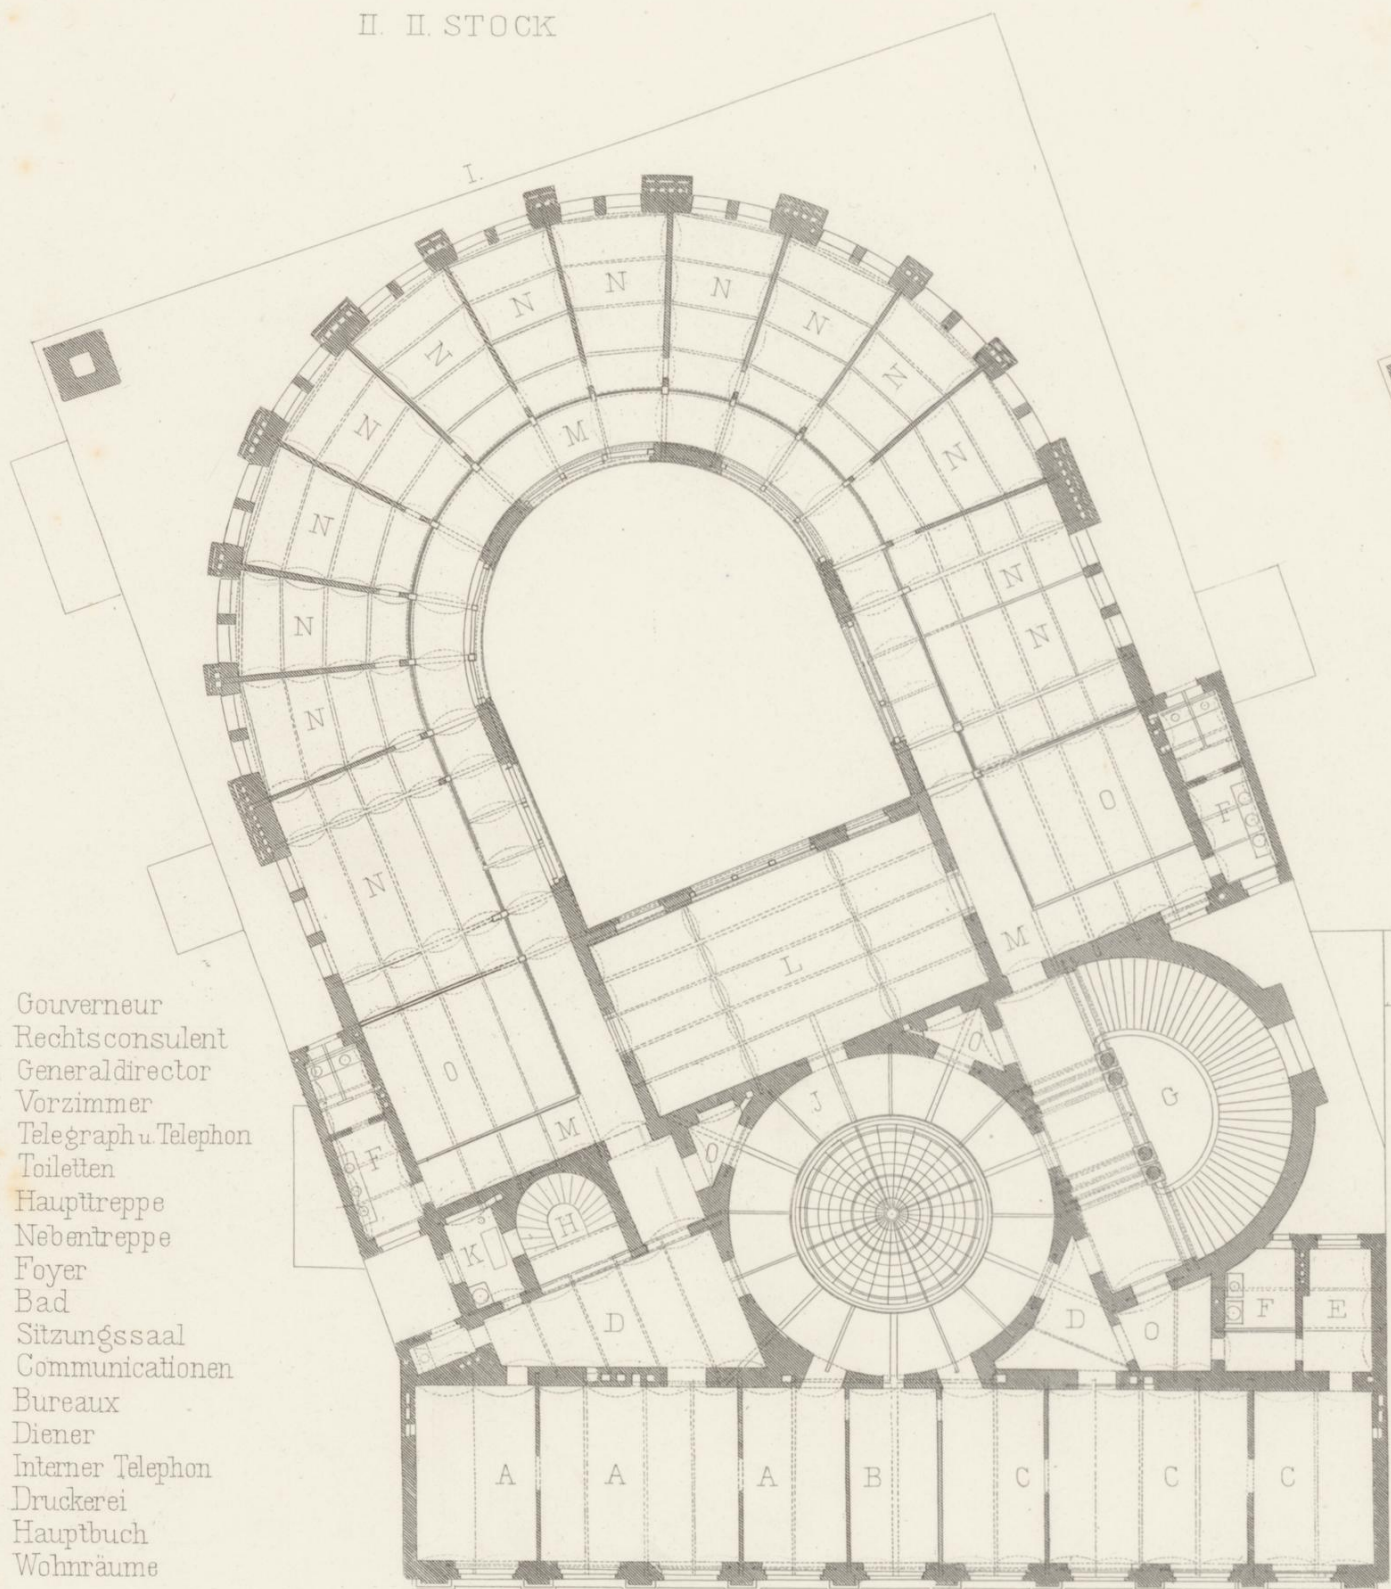 II. II. STOCK
I.
N
N
N
N
N
N
N
M
N
N
N
N
N
N
N
O
F
N
M
L
O
O
J
G
M
F
O
H
K
D
D
O
F
E
A
A
A
B
C
C
C
Gouverneur
Rechtsconsulent
Generaldirector
Vorzimmer
Telegraph u. Telephon
Toiletten
Haupttreppe
Nebentreppe
Foyer
Bad
Sitzungssaal
Communicationen
Bureaux
Diener
Interner Telephon
Druckerei
Hauptbuch
Wohnräume